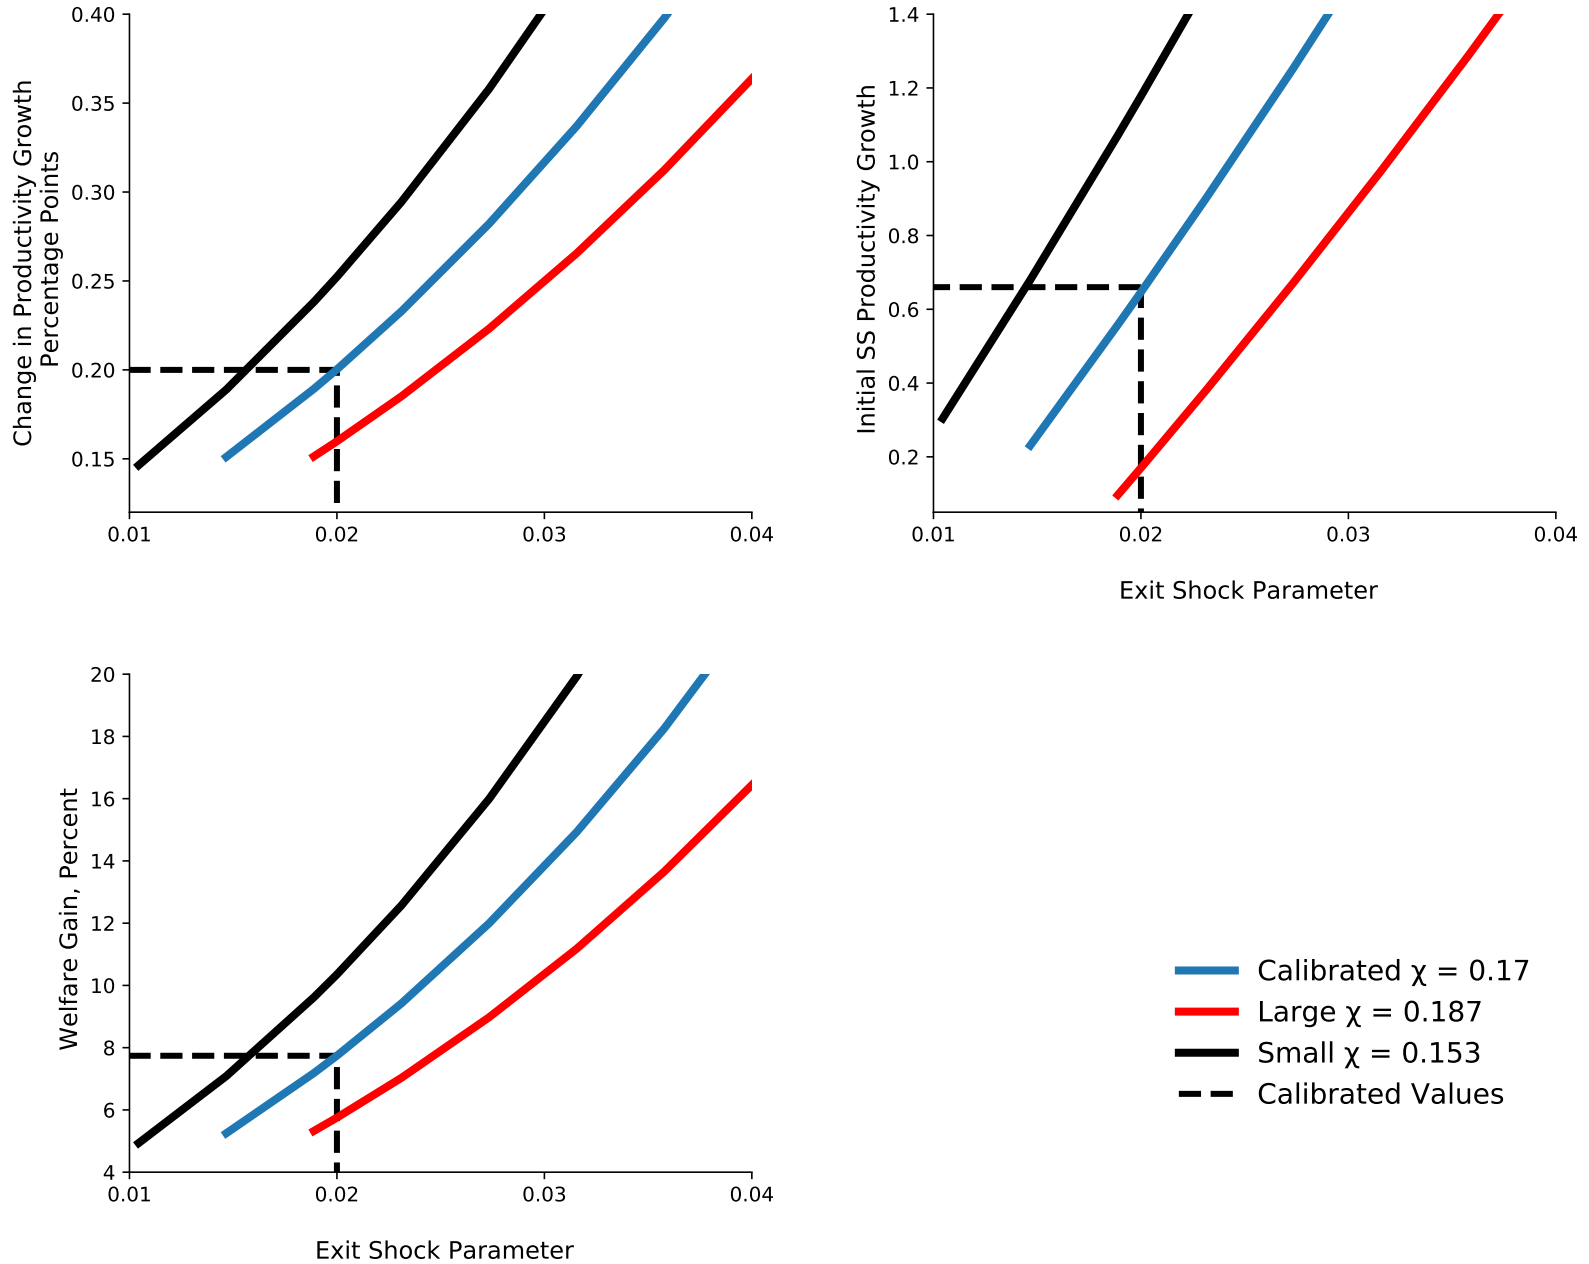 Change in Productivity Growth
Percentage Points
0.40
0.35
0.30
0.25
0.20
0.15
0.01 0.02 0.03 0.04
Initial SS Productivity Growth
1.4
1.2
1.0
0.8
0.6
0.4
0.2
0.01 0.02 0.03 0.04
Exit Shock Parameter
Welfare Gain, Percent
20
18
16
14
12
10
8
6
4
0.01 0.02 0.03 0.04
Exit Shock Parameter
Calibrated χ = 0.17
Large χ = 0.187
Small χ = 0.153
Calibrated Values